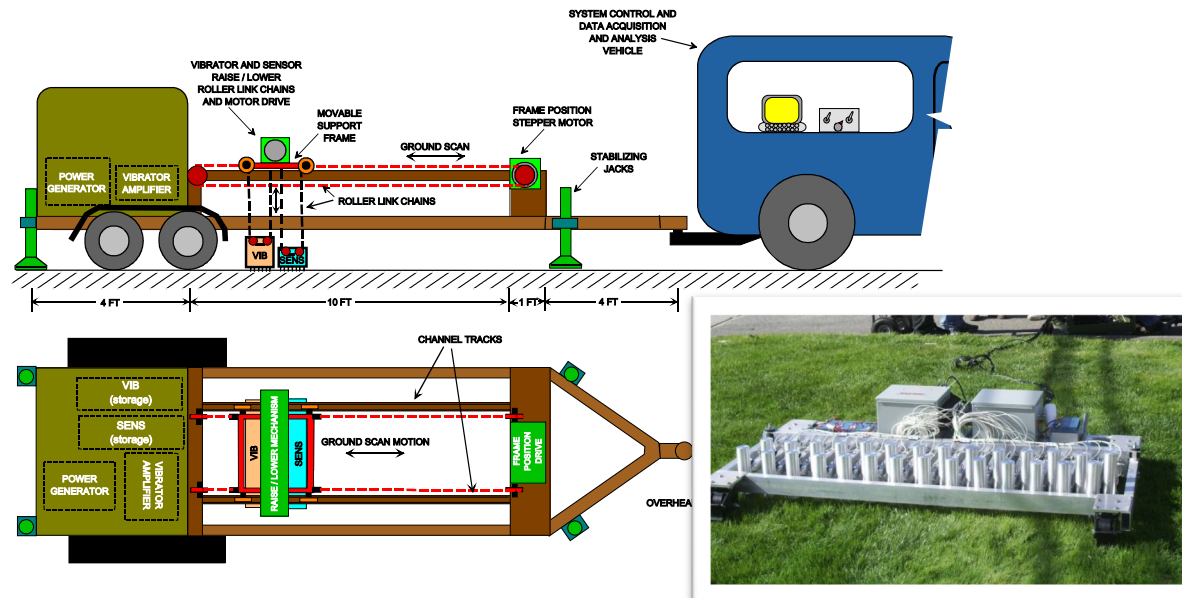 SYSTEM CONTROL AND
DATA ACQUISITION
AND ANALYSIS
VEHICLE
VIBRATOR AND SENSOR
RAISE / LOWER
ROLLER LINK CHAINS
AND MOTOR DRIVE
MOVABLE
SUPPORT
FRAME
FRAME POSITION
STEPPER MOTOR
GROUND SCAN
STABILIZING
JACKS
POWER
GENERATOR
VIBRATOR
AMPLIFIER
ROLLER LINK CHAINS
VIB
SENS
4 FT
10 FT
1 FT
4 FT
CHANNEL TRACKS
VIB
(storage)
SENS
(storage)
POWER
GENERATOR
VIBRATOR
AMPLIFIER
VIB
RAISE / LOWER MECHANISM
SENS
GROUND SCAN MOTION
FRAME
POSITION
DRIVE
OVERHEA